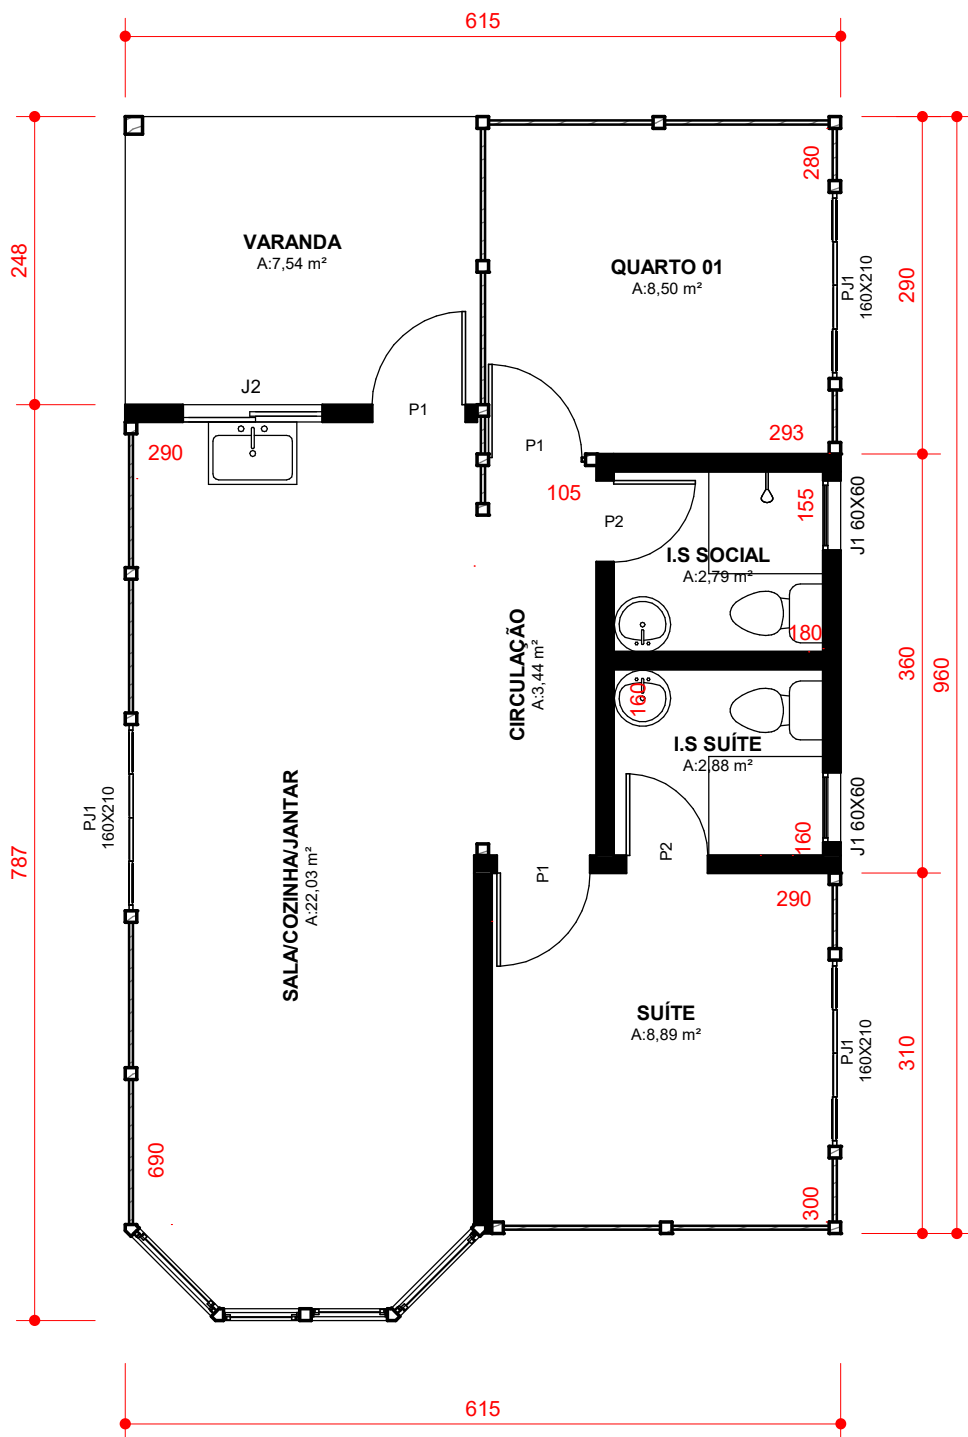 615
248
VARANDA
A:7,54 m²
QUARTO 01
A:8,50 m²
280
PJ1
160X210
290
J2
P1
P1
290
293
105
P2
155
J1 60X60
I.S SOCIAL
A:2,79 m²
180
CIRCULAÇÃO
A:3,44 m²
360
960
160
I.S SUÍTE
A:2,88 m²
PJ1
160X210
787
SALA/COZINHA/JANTAR
A:22,03 m²
P1
P2
160
J1 60X60
290
SUÍTE
A:8,89 m²
PJ1
160X210
310
690
300
615